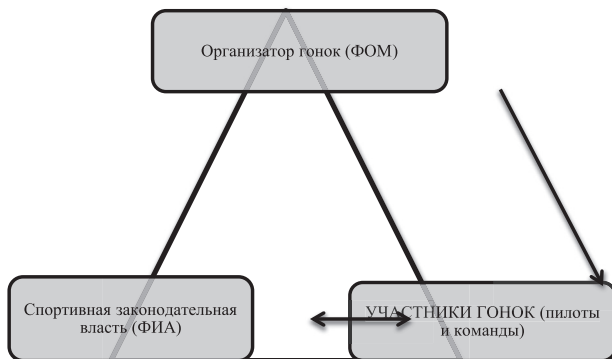 Организатор гонок (ФОМ)
Спортивная законодательная
власть (ФИА)
УЧАСТНИКИ ГОНОК (пилоты
и команды)